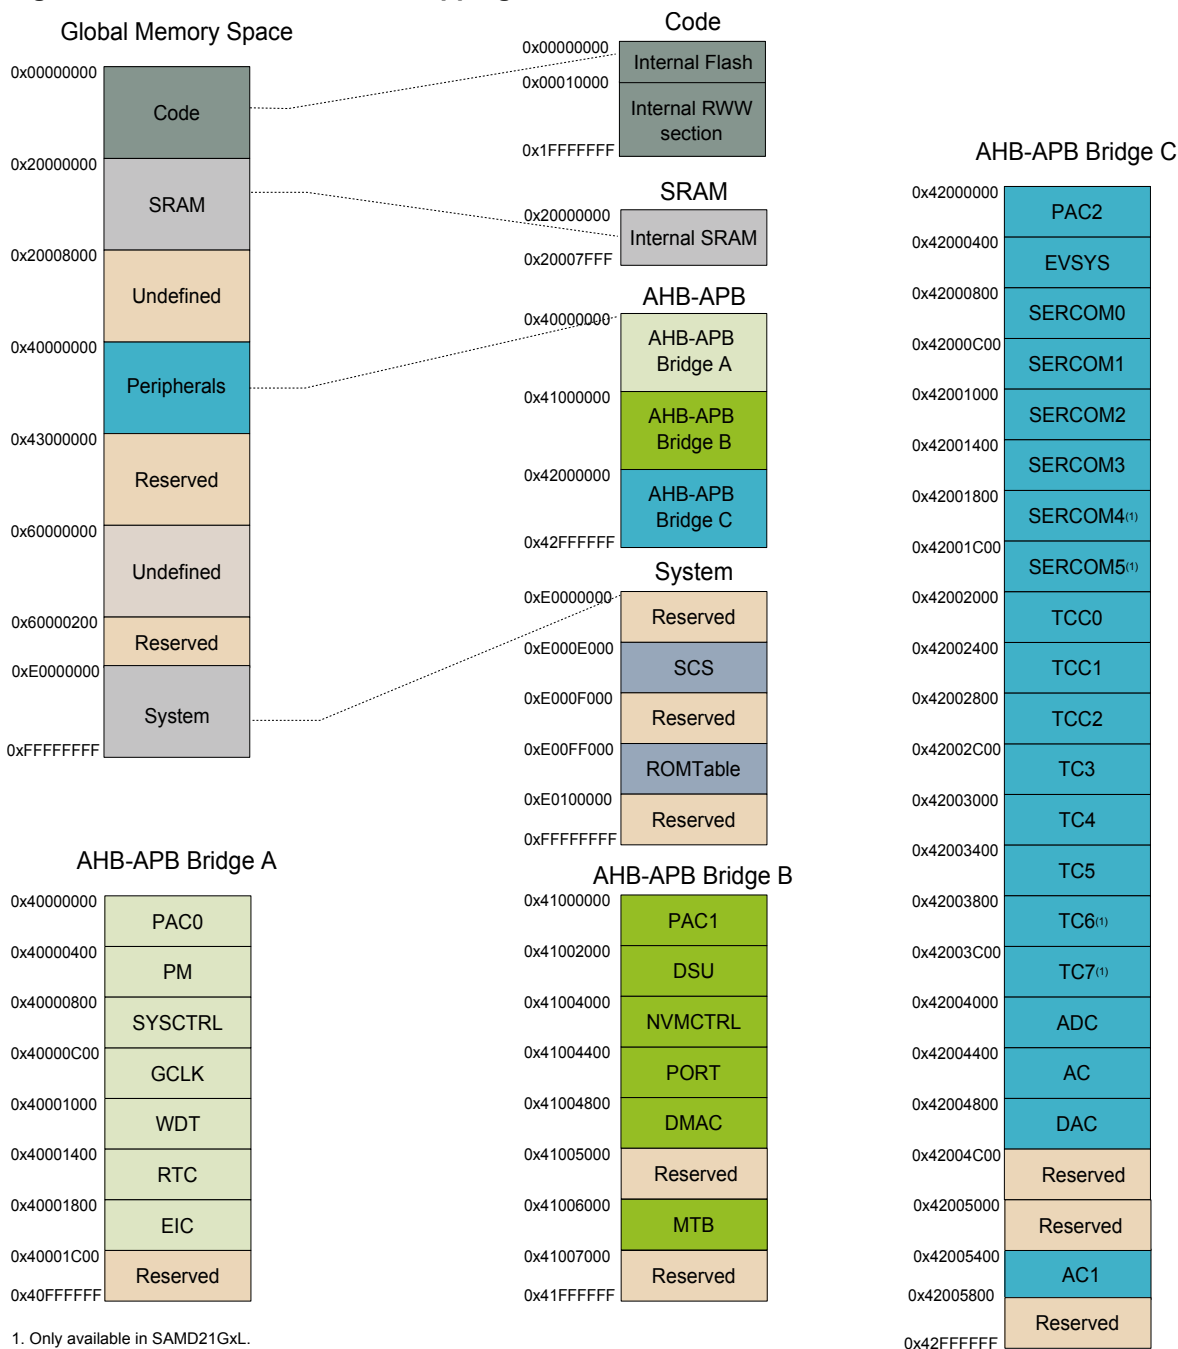 Global Memory Space
0x00000000
Code
0x20000000
SRAM
0x20008000
Undefined
0x40000000
Peripherals
0x43000000
Reserved
0x60000000
Undefined
0x60000200
Reserved
0xE0000000
System
0xFFFFFFFF
Code
0x00000000
Internal Flash
0x00010000
Internal RWW
section
0x1FFFFFFF
SRAM
0x20000000
Internal SRAM
0x20007FFF
AHB-APB
0x40000000
AHB-APB
Bridge A
0x41000000
AHB-APB
Bridge B
0x42000000
AHB-APB
Bridge C
0x42FFFFFF
System
0xE0000000
Reserved
0xE000E000
SCS
0xE000F000
Reserved
0xE00FF000
ROMTable
0xE0100000
Reserved
0xFFFFFFFF
AHB-APB Bridge A
0x40000000
PAC0
0x40000400
PM
0x40000800
SYSCTRL
0x40000C00
GCLK
0x40001000
WDT
0x40001400
RTC
0x40001800
EIC
0x40001C00
Reserved
0x40FFFFFF
AHB-APB Bridge B
0x41000000
PAC1
0x41002000
DSU
0x41004000
NVMCTRL
0x41004400
PORT
0x41004800
DMAC
0x41005000
Reserved
0x41006000
MTB
0x41007000
Reserved
0x41FFFFFF
AHB-APB Bridge C
0x42000000
PAC2
0x42000400
EVSYS
0x42000800
SERCOM0
0x42000C00
SERCOM1
0x42001000
SERCOM2
0x42001400
SERCOM3
0x42001800
SERCOM4(1)
0x42001C00
SERCOM5(1)
0x42002000
TCC0
0x42002400
TCC1
0x42002800
TCC2
0x42002C00
TC3
0x42003000
TC4
0x42003400
TC5
0x42003800
TC6(1)
0x42003C00
TC7(1)
0x42004000
ADC
0x42004400
AC
0x42004800
DAC
0x42004C00
Reserved
0x42005000
Reserved
0x42005400
AC1
0x42005800
Reserved
0x42FFFFFF
1. Only available in SAMD21GxL.